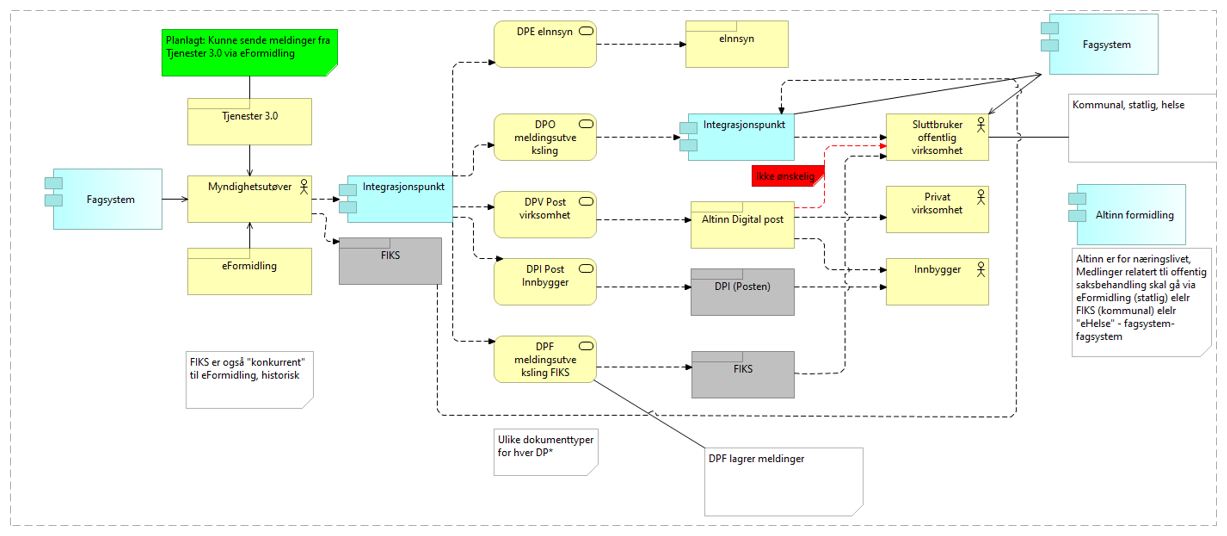 Planlagt: Kunne sende meldinger fra
Tjenester 3.0 via eFormidling
Tjenester 3.0
Fagsystem
Myndighetsutøver
eFormidling
Integrasjonspunkt
FIKS
FIKS er også "konkurrent"
til eFormidling, historisk
DPE eInnsyn
DPO
meldingsutve
ksling
DPV Post
virksomhet
DPI Post
Innbygger
DPF
meldingsutve
ksling FIKS
Ulike dokumenttyper
for hver DP*
eInnsyn
Integrasjonspunkt
Ikke ønskelig
Altinn Digital post
DPI (Posten)
FIKS
DPF lagrer meldinger
Sluttbruker
offentlig
virksomhet
Privat
virksomhet
Innbygger
Fagsystem
Kommunal, statlig, helse
Altinn formidling
Altinn er for næringslivet,
Medlinger relatert tli offentig
saksbehandling skal gå via
eFormidling (statlig) elelr
FIKS (kommunal) elelr
"eHelse" - fagsystem-
fagsystem